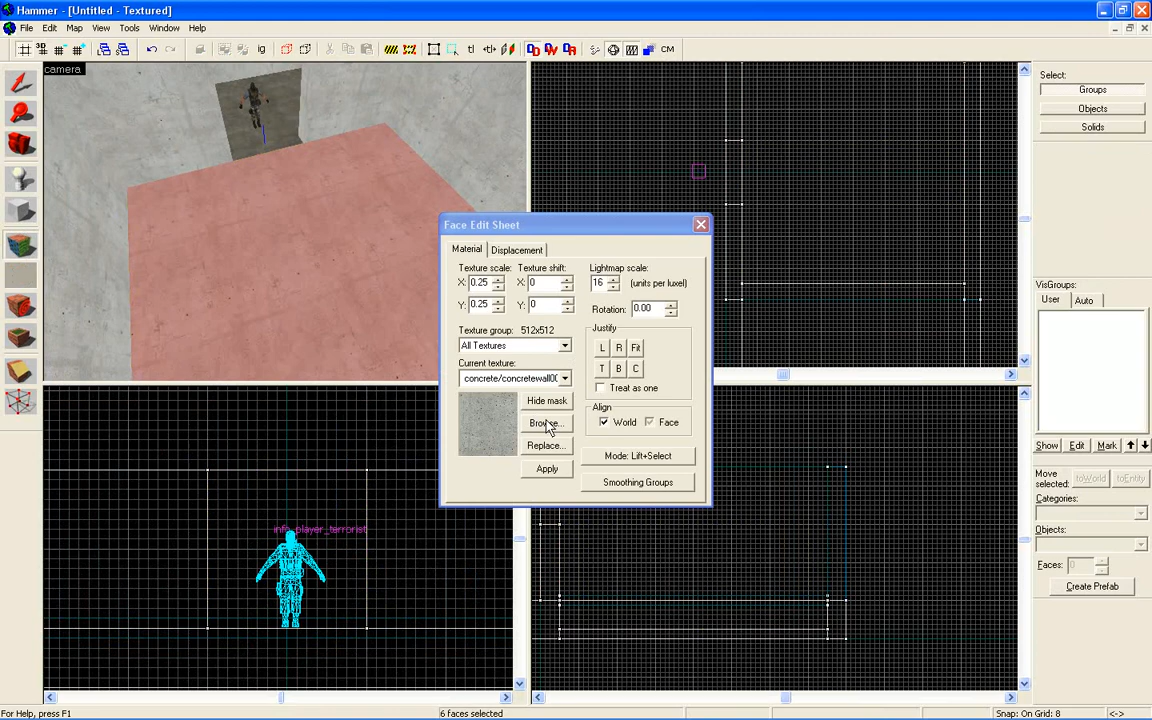 Hammer - [Untitled - Textured]
File Edit Map View Tools Window Help
camera
Select:
Groups
Objects
Solids
VisGroups:
User Auto
Show Edit Mark
Move selected:
toWorld toEntity
Categories:
Objects:
Faces: 0
Create Prefab
Face Edit Sheet
Material Displacement
Texture scale: Texture shift: Lightmap scale:
X: 0.25 X: 0 16 (units per luxel)
Y: 0.25 Y: 0 Rotation: 0.00
Texture group: 512x512
All Textures
Justify
L R Fit
T B C
Treat as one
Current texture:
concrete/concretewall00
Hide mask
Browse...
Replace...
Apply
Align
World Face
Mode: Lift+Select
Smoothing Groups
info_player_terrorist
For Help, press F1 6 faces selected Snap: On Grid: 8 <->